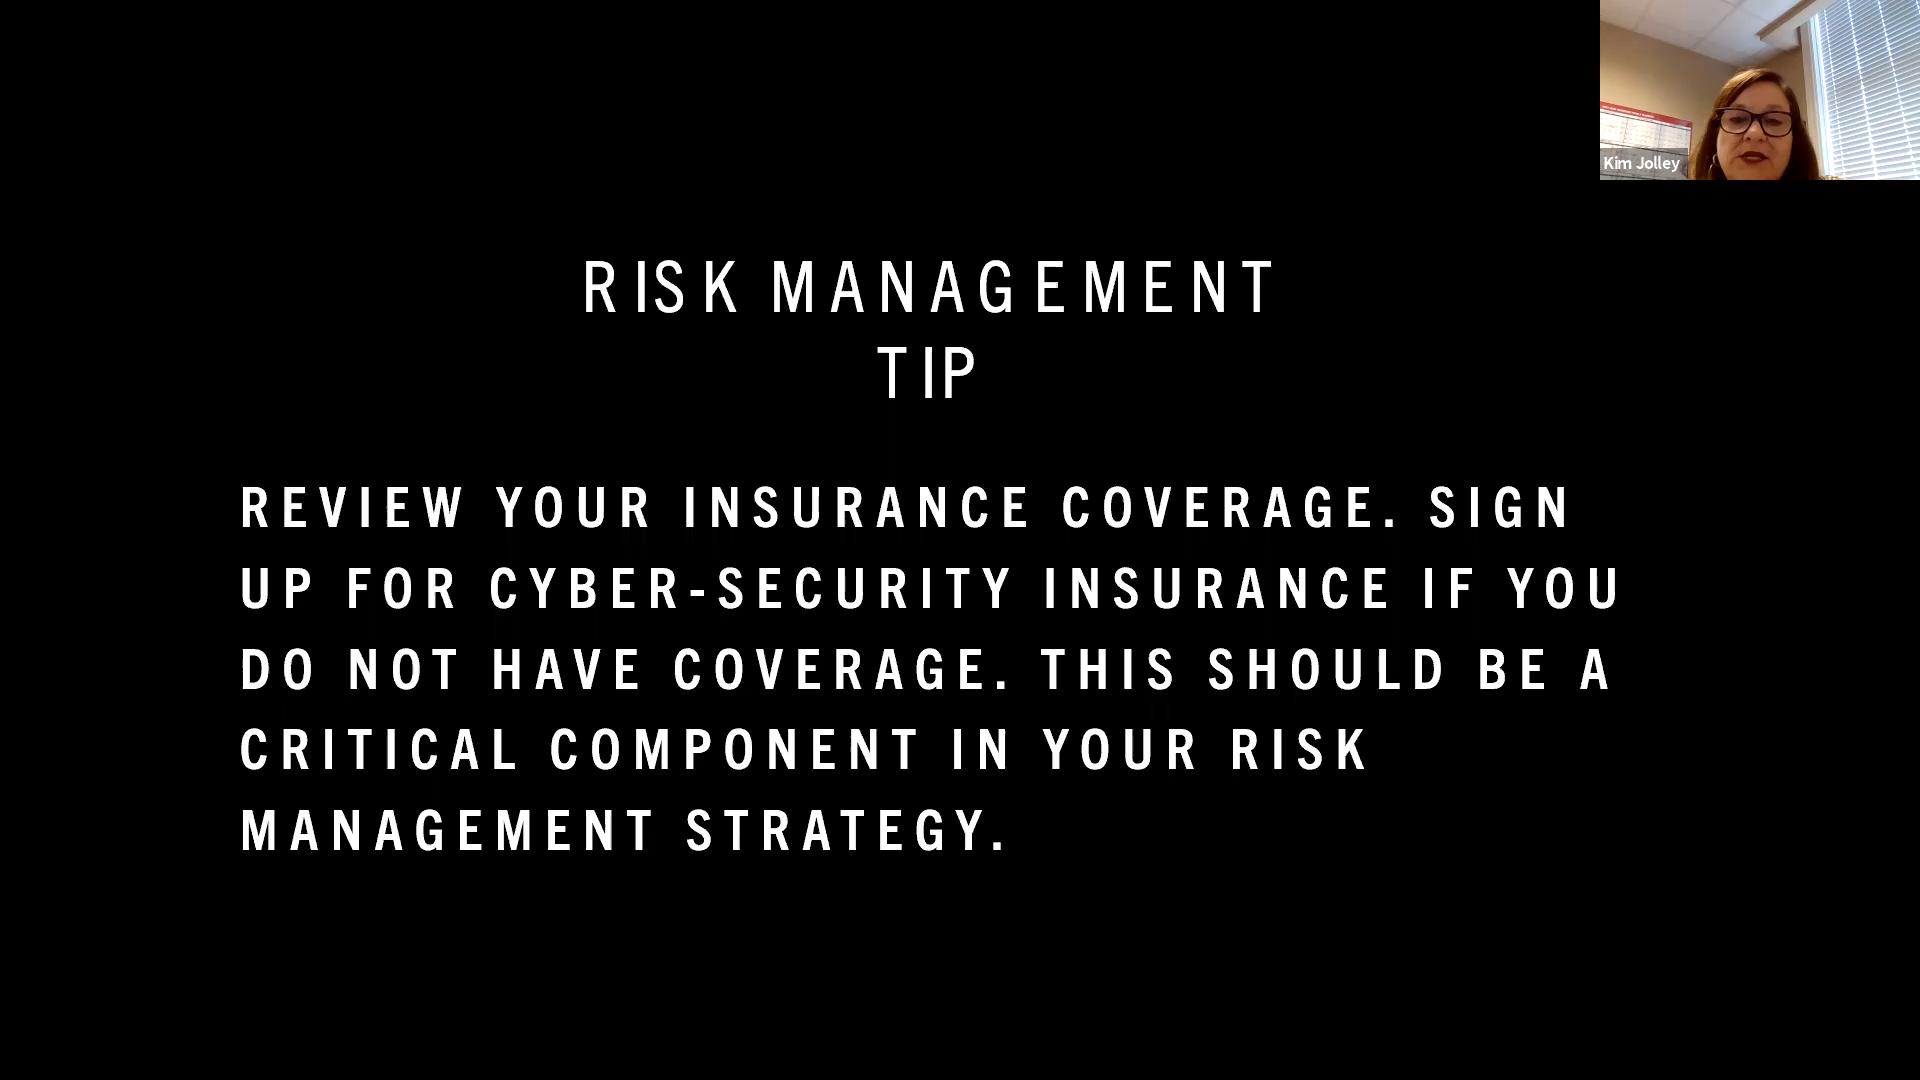 Kim Jolley
RISK MANAGEMENT
TIP
REVIEW YOUR INSURANCE COVERAGE. SIGN
UP FOR CYBER-SECURITY INSURANCE IF YOU
DO NOT HAVE COVERAGE. THIS SHOULD BE A
CRITICAL COMPONENT IN YOUR RISK
MANAGEMENT STRATEGY.